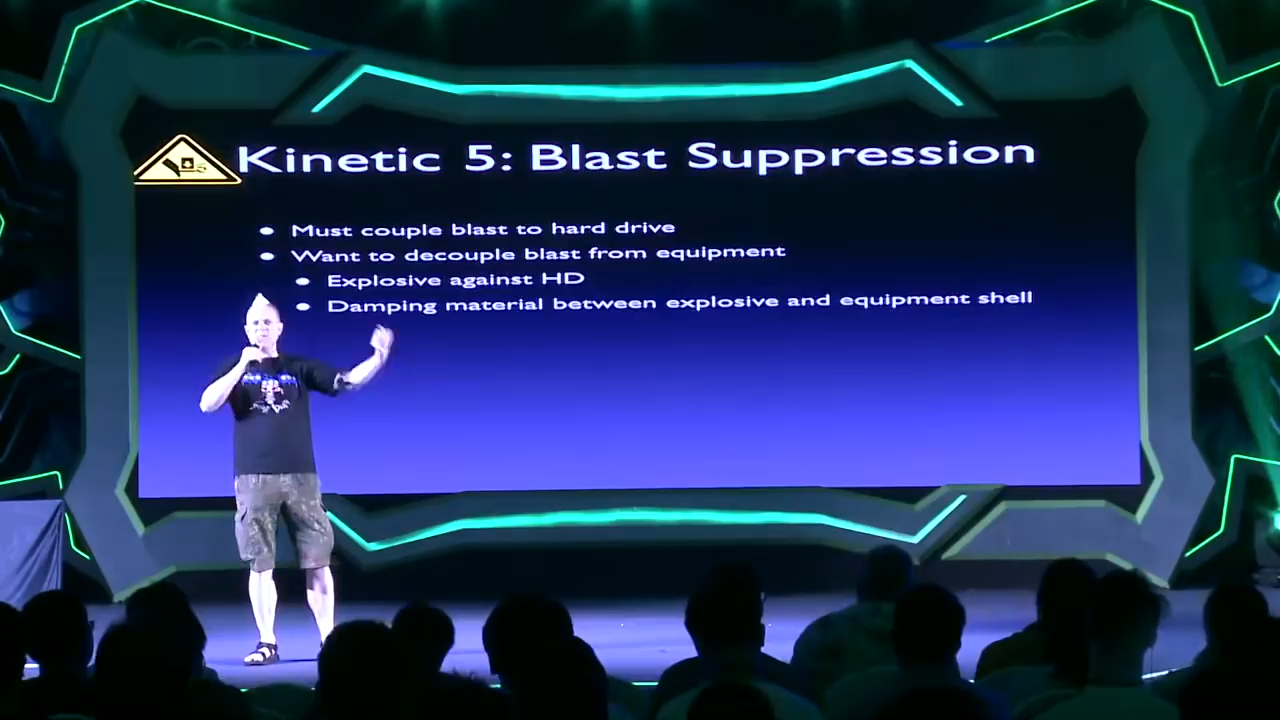 Kinetic 5: Blast Suppression
Must couple blast to hard drive
Want to decouple blast from equipment
Explosive against HD
Damping material between explosive and equipment shell